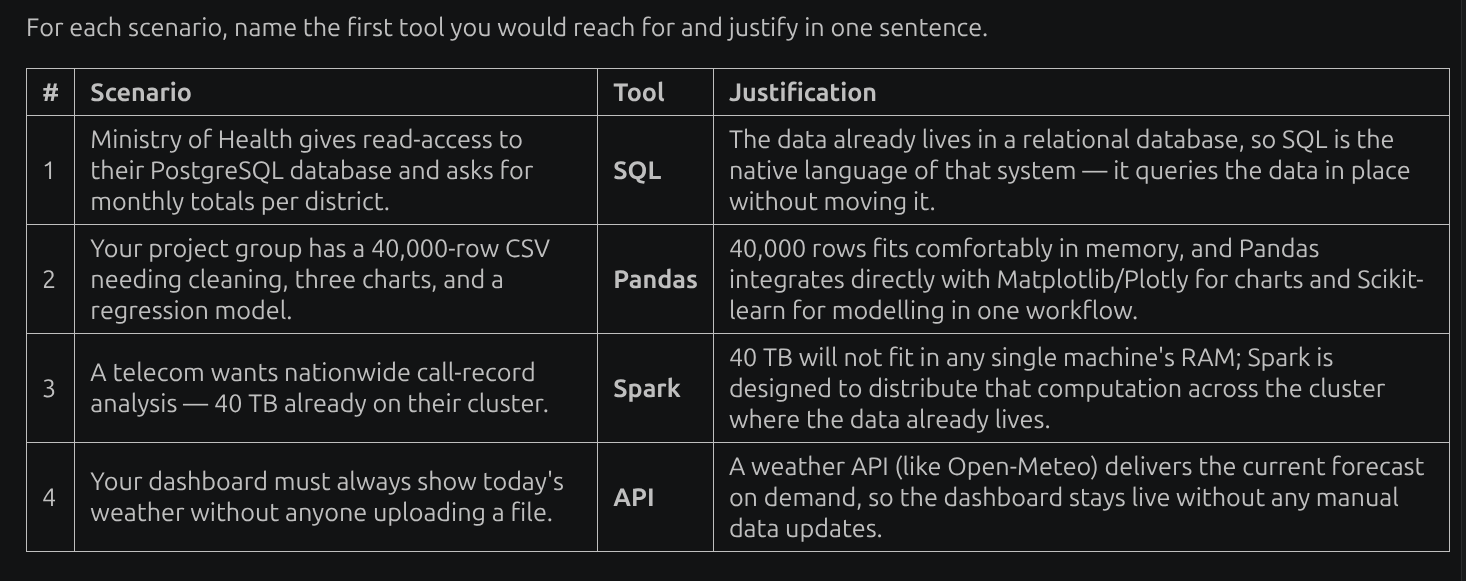 For each scenario, name the first tool you would reach for and justify in one sentence.
# Scenario Tool Justification
1
Ministry of Health gives read-access to
their PostgreSQL database and asks for
monthly totals per district.
SQL
The data already lives in a relational database, so SQL is the
native language of that system — it queries the data in place
without moving it.
2
Your project group has a 40,000-row CSV
needing cleaning, three charts, and a
regression model.
Pandas
40,000 rows fits comfortably in memory, and Pandas
integrates directly with Matplotlib/Plotly for charts and Scikit-
learn for modelling in one workflow.
3
A telecom wants nationwide call-record
analysis — 40 TB already on their cluster.
Spark
40 TB will not fit in any single machine's RAM; Spark is
designed to distribute that computation across the cluster
where the data already lives.
4
Your dashboard must always show today's
weather without anyone uploading a file.
API
A weather API (like Open-Meteo) delivers the current forecast
on demand, so the dashboard stays live without any manual
data updates.